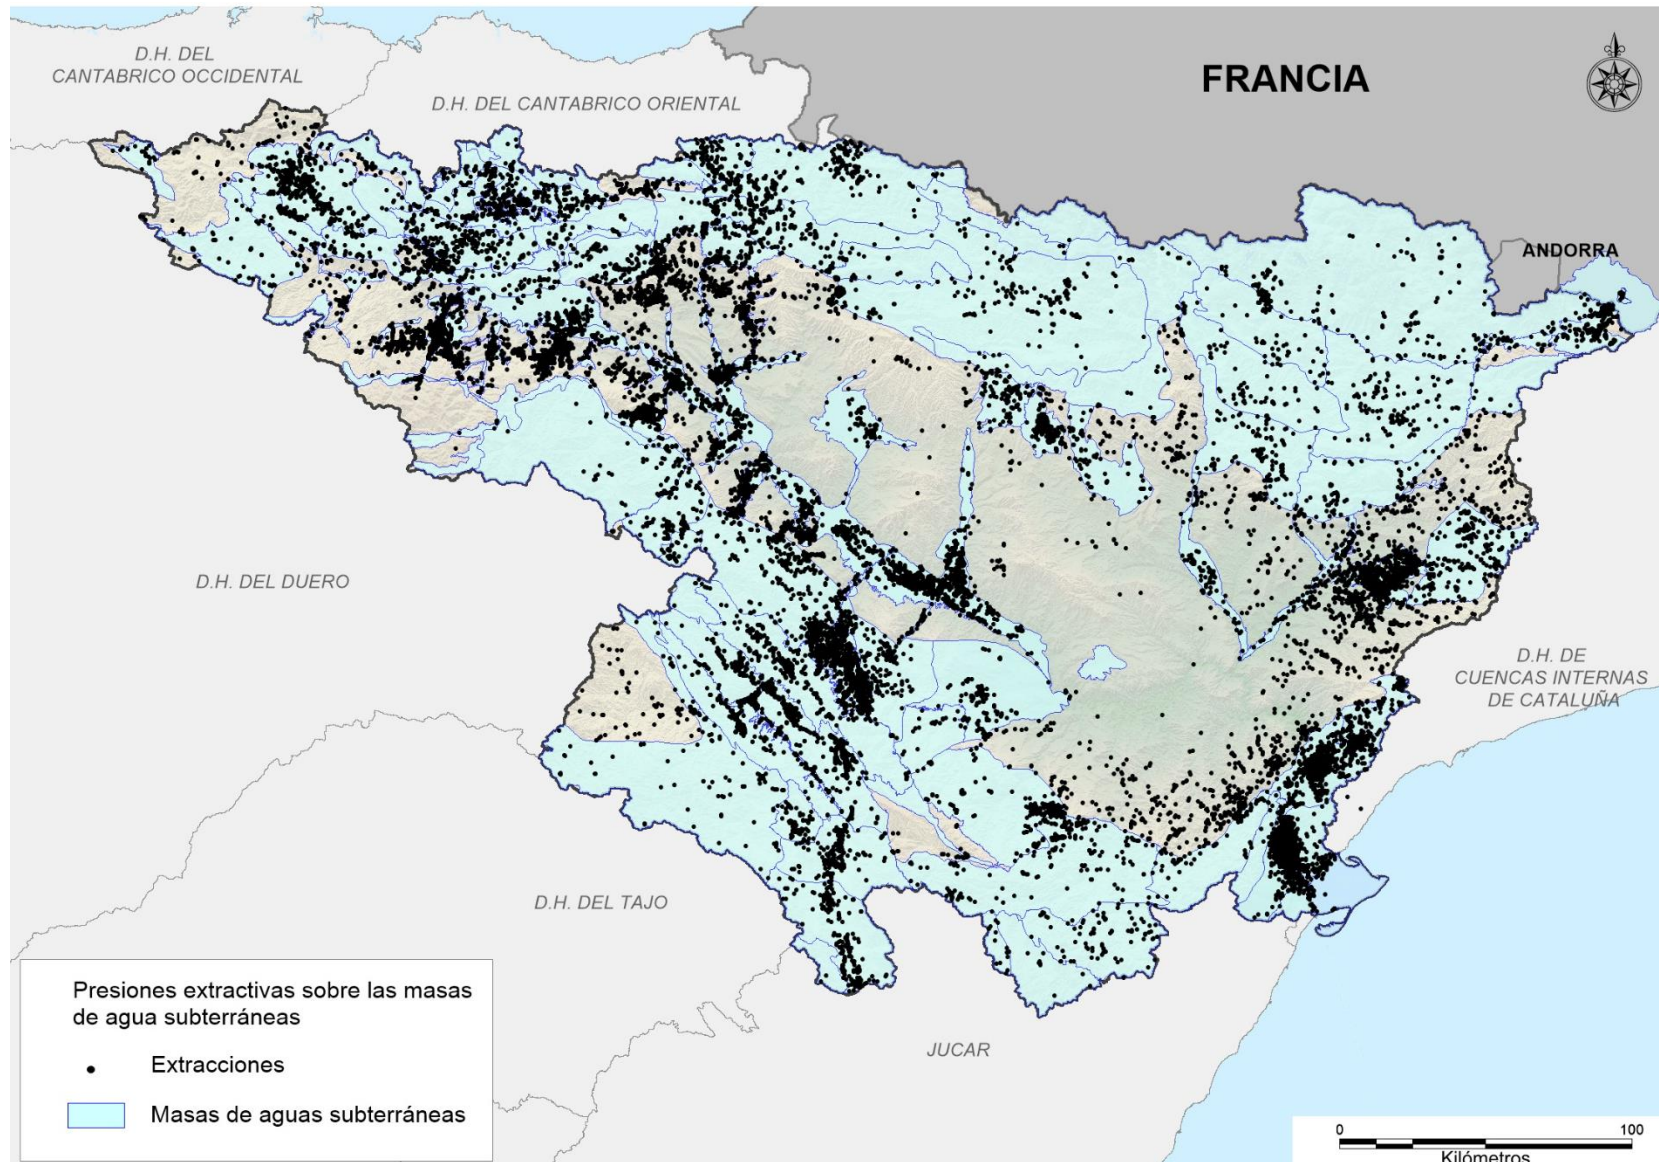 D.H. DEL
CANTABRICO OCCIDENTAL
D.H. DEL CANTABRICO ORIENTAL
FRANCIA
ANDORRA
D.H. DEL DUERO
D.H. DE
CUENCAS INTERNAS
DE CATALUÑA
D.H. DEL TAJO
JUCAR
Presiones extractivas sobre las masas
de agua subterráneas
Extracciones
Masas de aguas subterráneas
0 100
Kilómetros